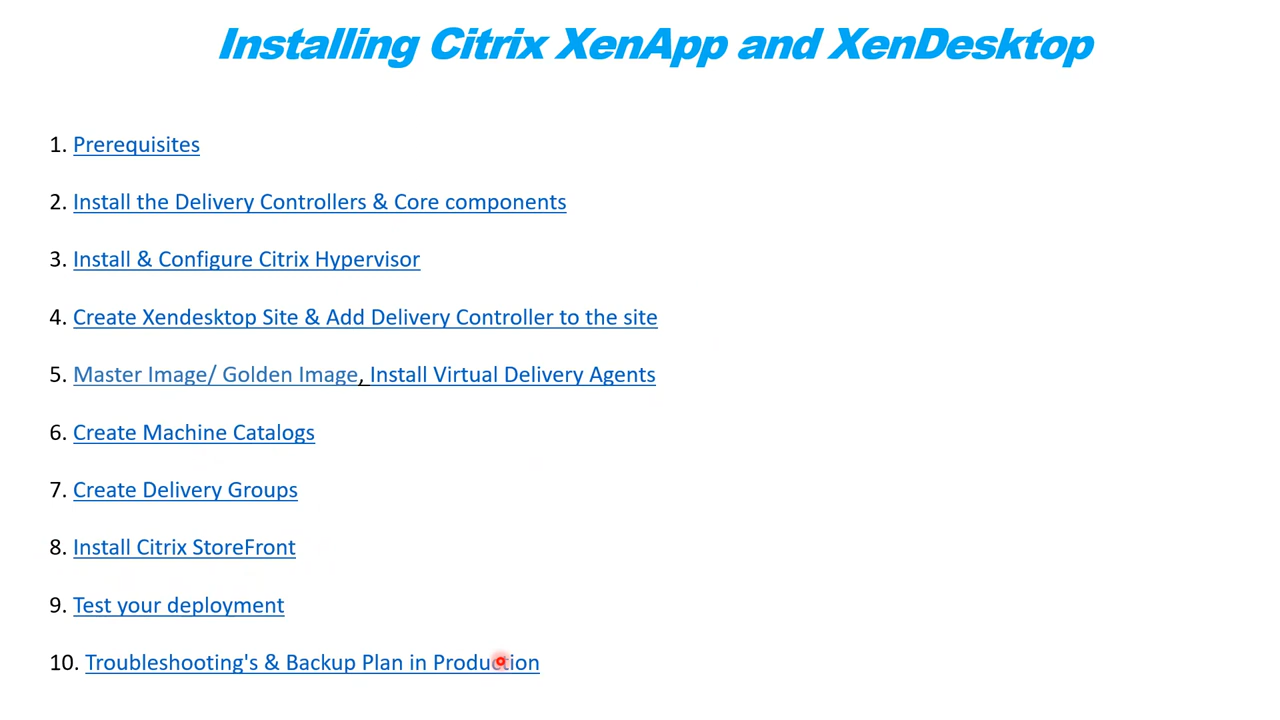 Installing Citrix XenApp and XenDesktop
1. Prerequisites
2. Install the Delivery Controllers & Core components
3. Install & Configure Citrix Hypervisor
4. Create Xendesktop Site & Add Delivery Controller to the site
5. Master Image/ Golden Image, Install Virtual Delivery Agents
6. Create Machine Catalogs
7. Create Delivery Groups
8. Install Citrix StoreFront
9. Test your deployment
10. Troubleshooting's & Backup Plan in Production